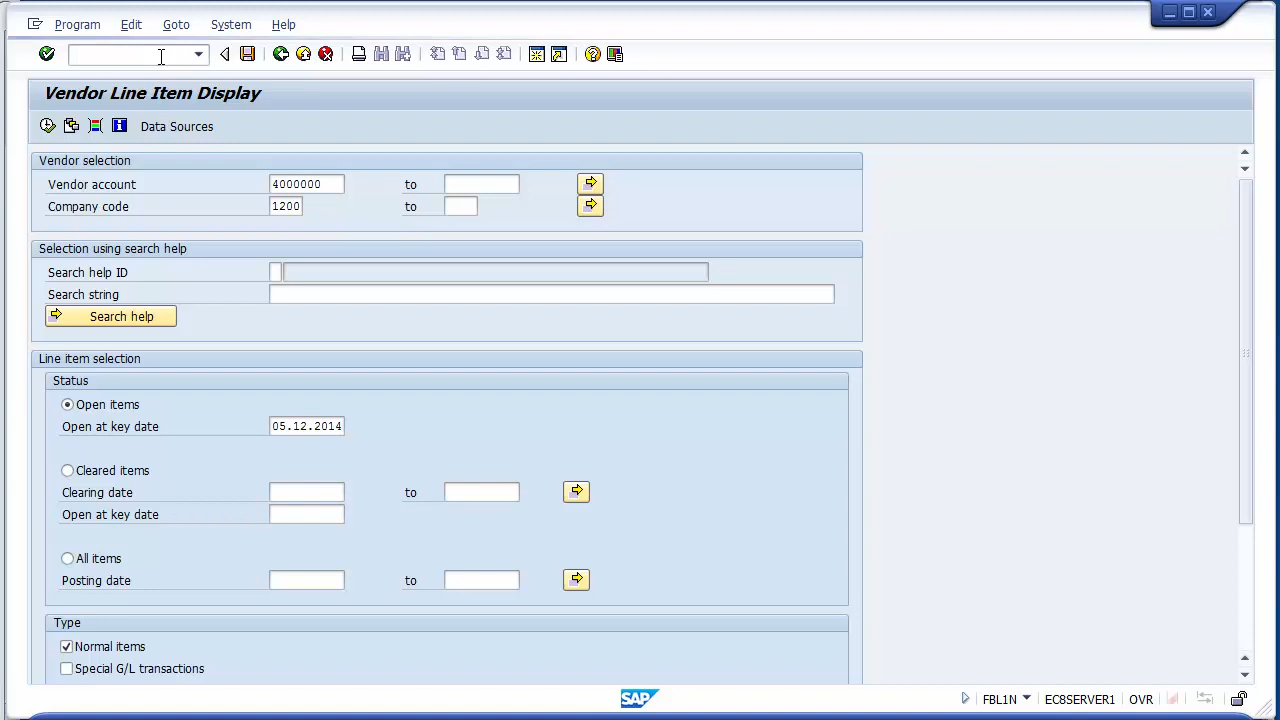 Program Edit Goto System Help
Vendor Line Item Display
Data Sources
Vendor selection
Vendor account 4000000 to
Company code 1200 to
Selection using search help
Search help ID
Search string
Search help
Line item selection
Status
Open items
Open at key date 05.12.2014
Cleared items
Clearing date to
Open at key date
All items
Posting date to
Type
Normal items
Special G/L transactions
SAP FBL1N EC8SERVER1 OVR